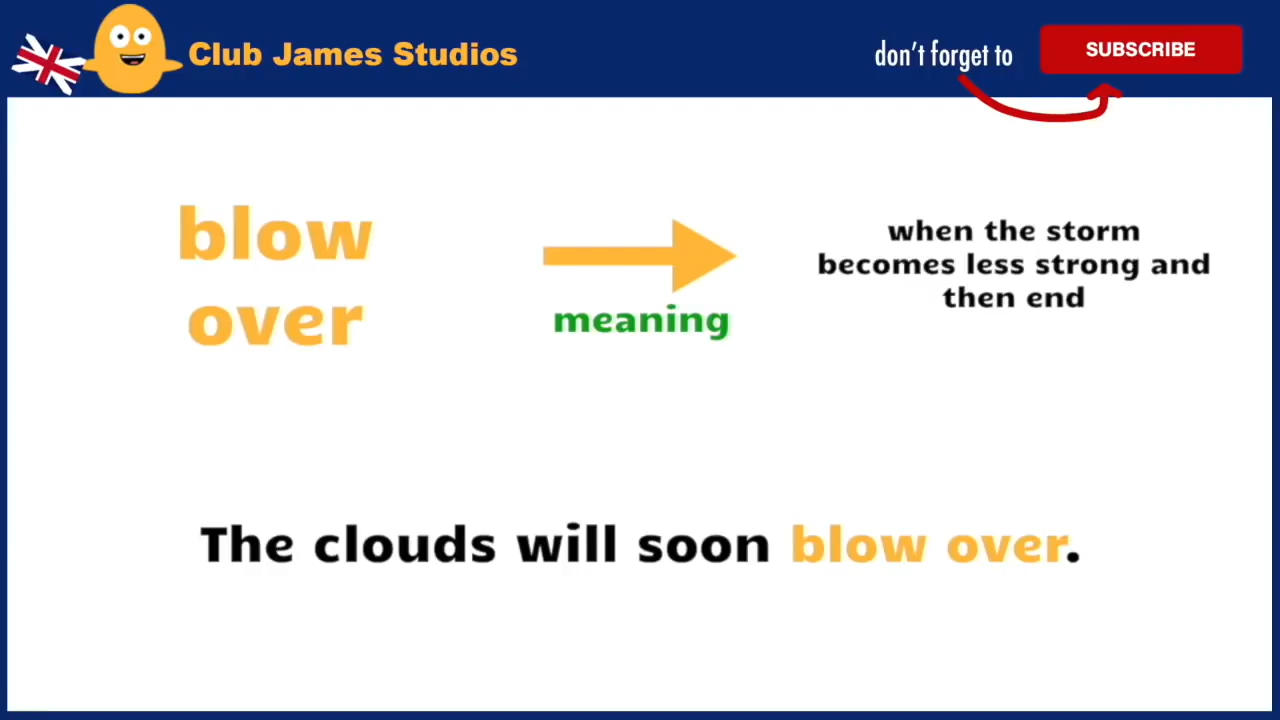 Club James Studios
don't forget to
SUBSCRIBE
blow
over
meaning
when the storm
becomes less strong and
then end
The clouds will soon blow over.